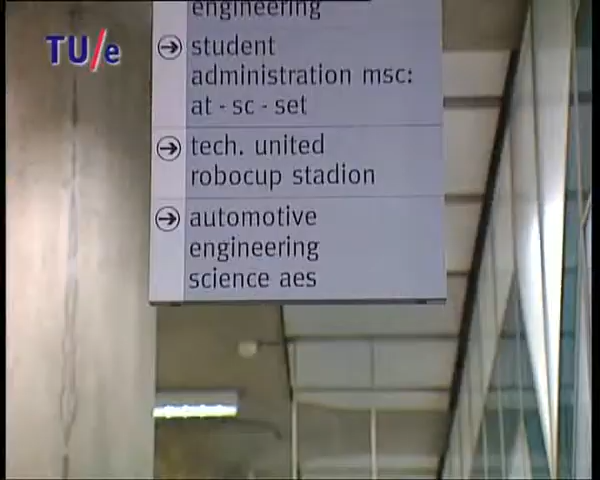 TU/e
engineering
student
administration msc:
at - sc - set
tech. united
robocup stadion
automotive
engineering
science aes